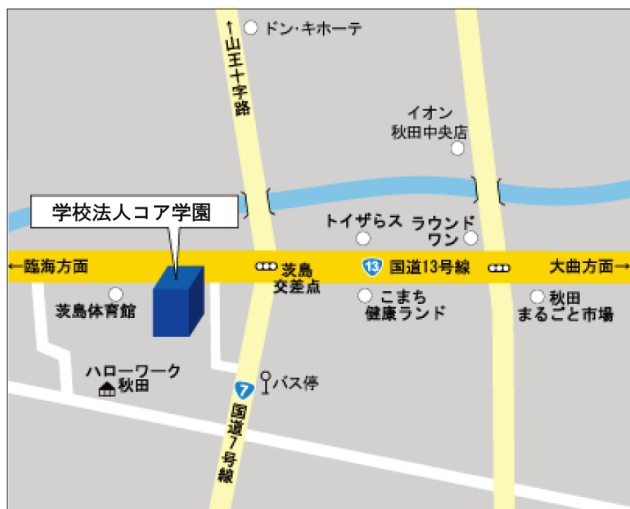 ドン・キホーテ
↑山王十字路
イオン
秋田中央店
学校法人コア学園
トイザらス
ラウンド
ワン
←臨海方面
茨島
交差点
13
国道13号線
大曲方面→
茨島体育館
こまち
健康ランド
秋田
まるごと市場
ハローワーク
秋田
7
国道7号線
バス停